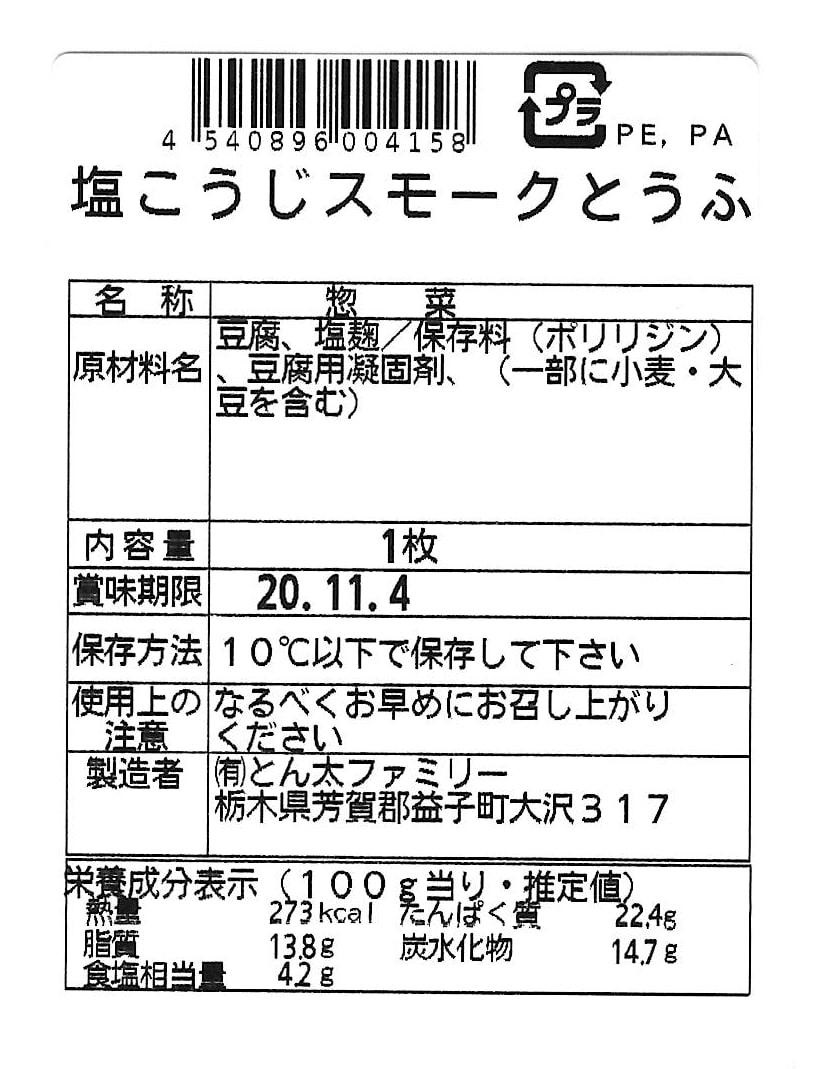 4 540896 004158
プラ
PE, PA
塩こうじスモークとうふ
名 称 惣 菜
原材料名 豆腐、塩麹／保存料（ポリリジン）
、豆腐用凝固剤、（一部に小麦・大
豆を含む）
内容量 1枚
賞味期限 20.11.4
保存方法 １０℃以下で保存して下さい
使用上の注意 なるべくお早めにお召し上がり
ください
製造者 ㈲とん太ファミリー
栃木県芳賀郡益子町大沢３１７
栄養成分表示（１００ｇ当り・推定値）
熱量 273kcal たんぱく質 22.4g
脂質 13.8g 炭水化物 14.7g
食塩相当量 4.2g